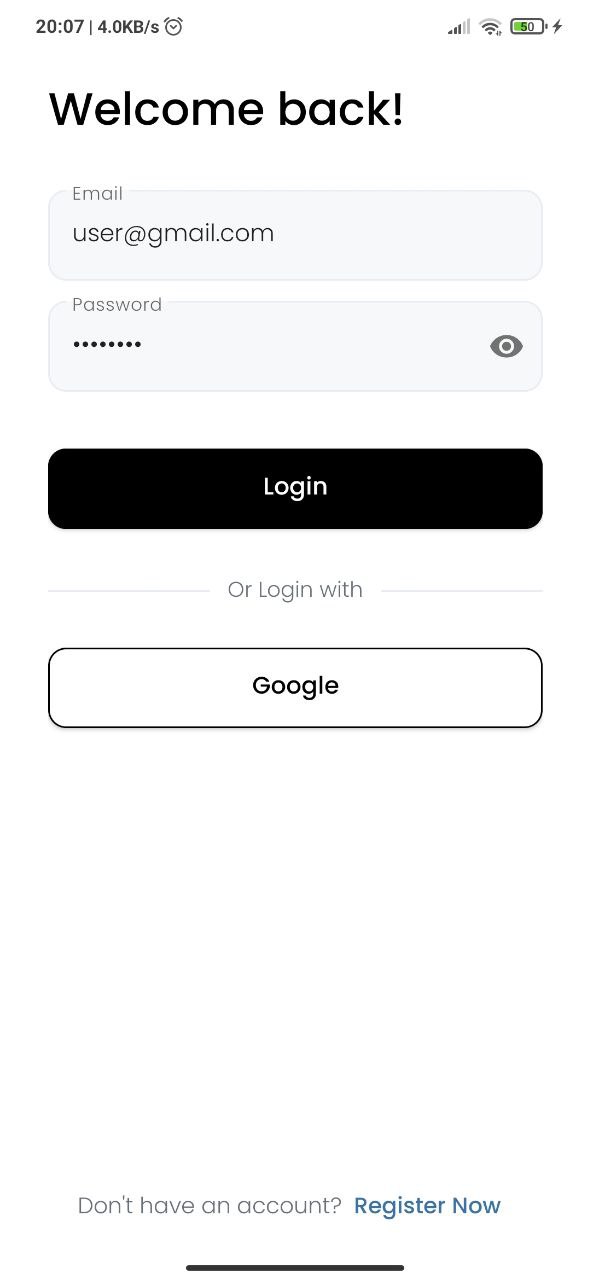 20:07 | 4.0KB/s 50
Welcome back!
Email
user@gmail.com
Password
••••••••
Login
Or Login with
Google
Don't have an account? Register Now